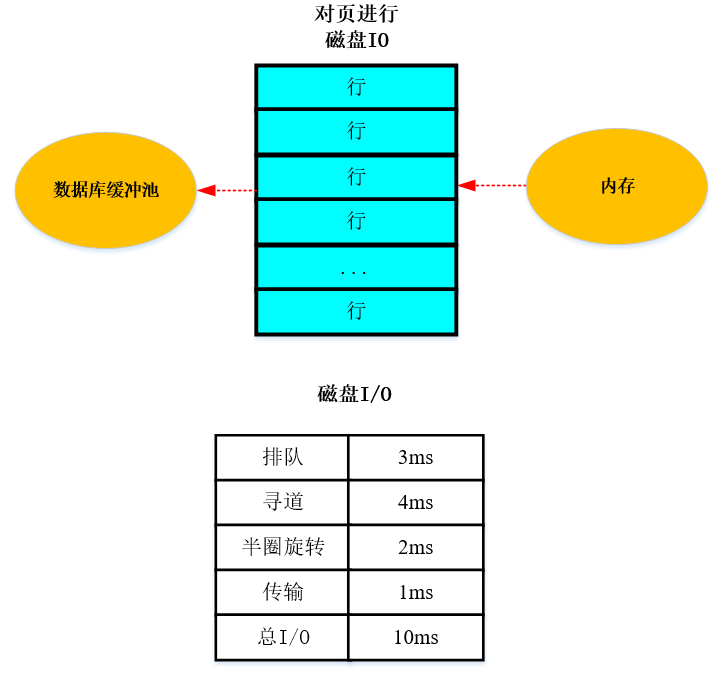 对页进行
磁盘IO
行
行
数据库缓冲池
行
内存
行
...
行
磁盘I/O
排队 3ms
寻道 4ms
半圈旋转 2ms
传输 1ms
总I/O 10ms